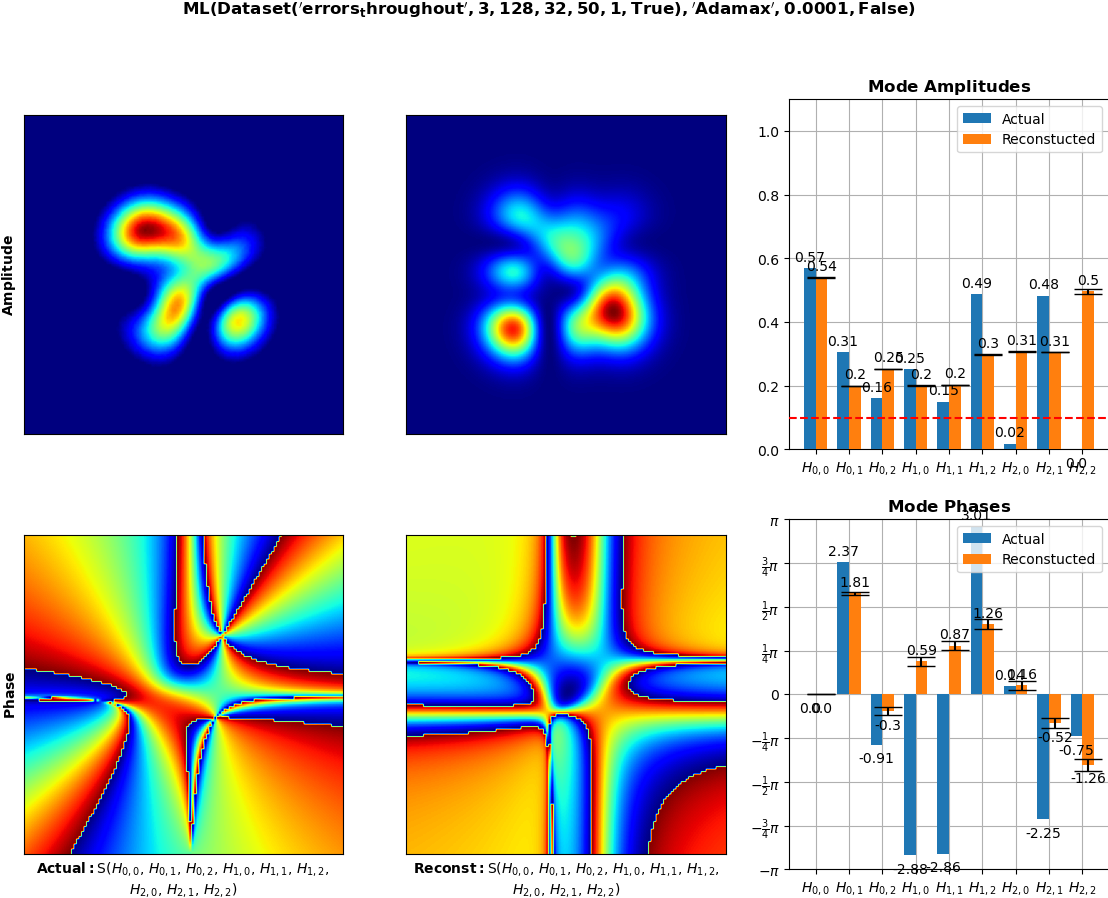 ML(Dataset('errors_throughout', 3, 128, 32, 50, 1, True), 'Adamax', 0.0001, False)
Amplitude
Mode Amplitudes
Actual
Reconstucted
1.0
0.8
0.6
0.4
0.2
0.0
0.57
0.54
0.31
0.2
0.16
0.25
0.25
0.2
0.15
0.2
0.49
0.3
0.02
0.31
0.48
0.31
0.0
0.5
H0,0 H0,1 H0,2 H1,0 H1,1 H1,2 H2,0 H2,1 H2,2
Phase
Actual: S(H0,0, H0,1, H0,2, H1,0, H1,1, H1,2,
H2,0, H2,1, H2,2)
Reconst: S(H0,0, H0,1, H0,2, H1,0, H1,1, H1,2,
H2,0, H2,1, H2,2)
Mode Phases
Actual
Reconstucted
π
3/4π
1/2π
1/4π
0
−1/4π
−1/2π
−3/4π
−π
0.0
0.0
2.37
1.81
-0.91
-0.3
-2.88
0.59
-2.86
0.87
3.01
1.26
0.16
-2.25
-0.52
-0.75
-1.26
H0,0 H0,1 H0,2 H1,0 H1,1 H1,2 H2,0 H2,1 H2,2